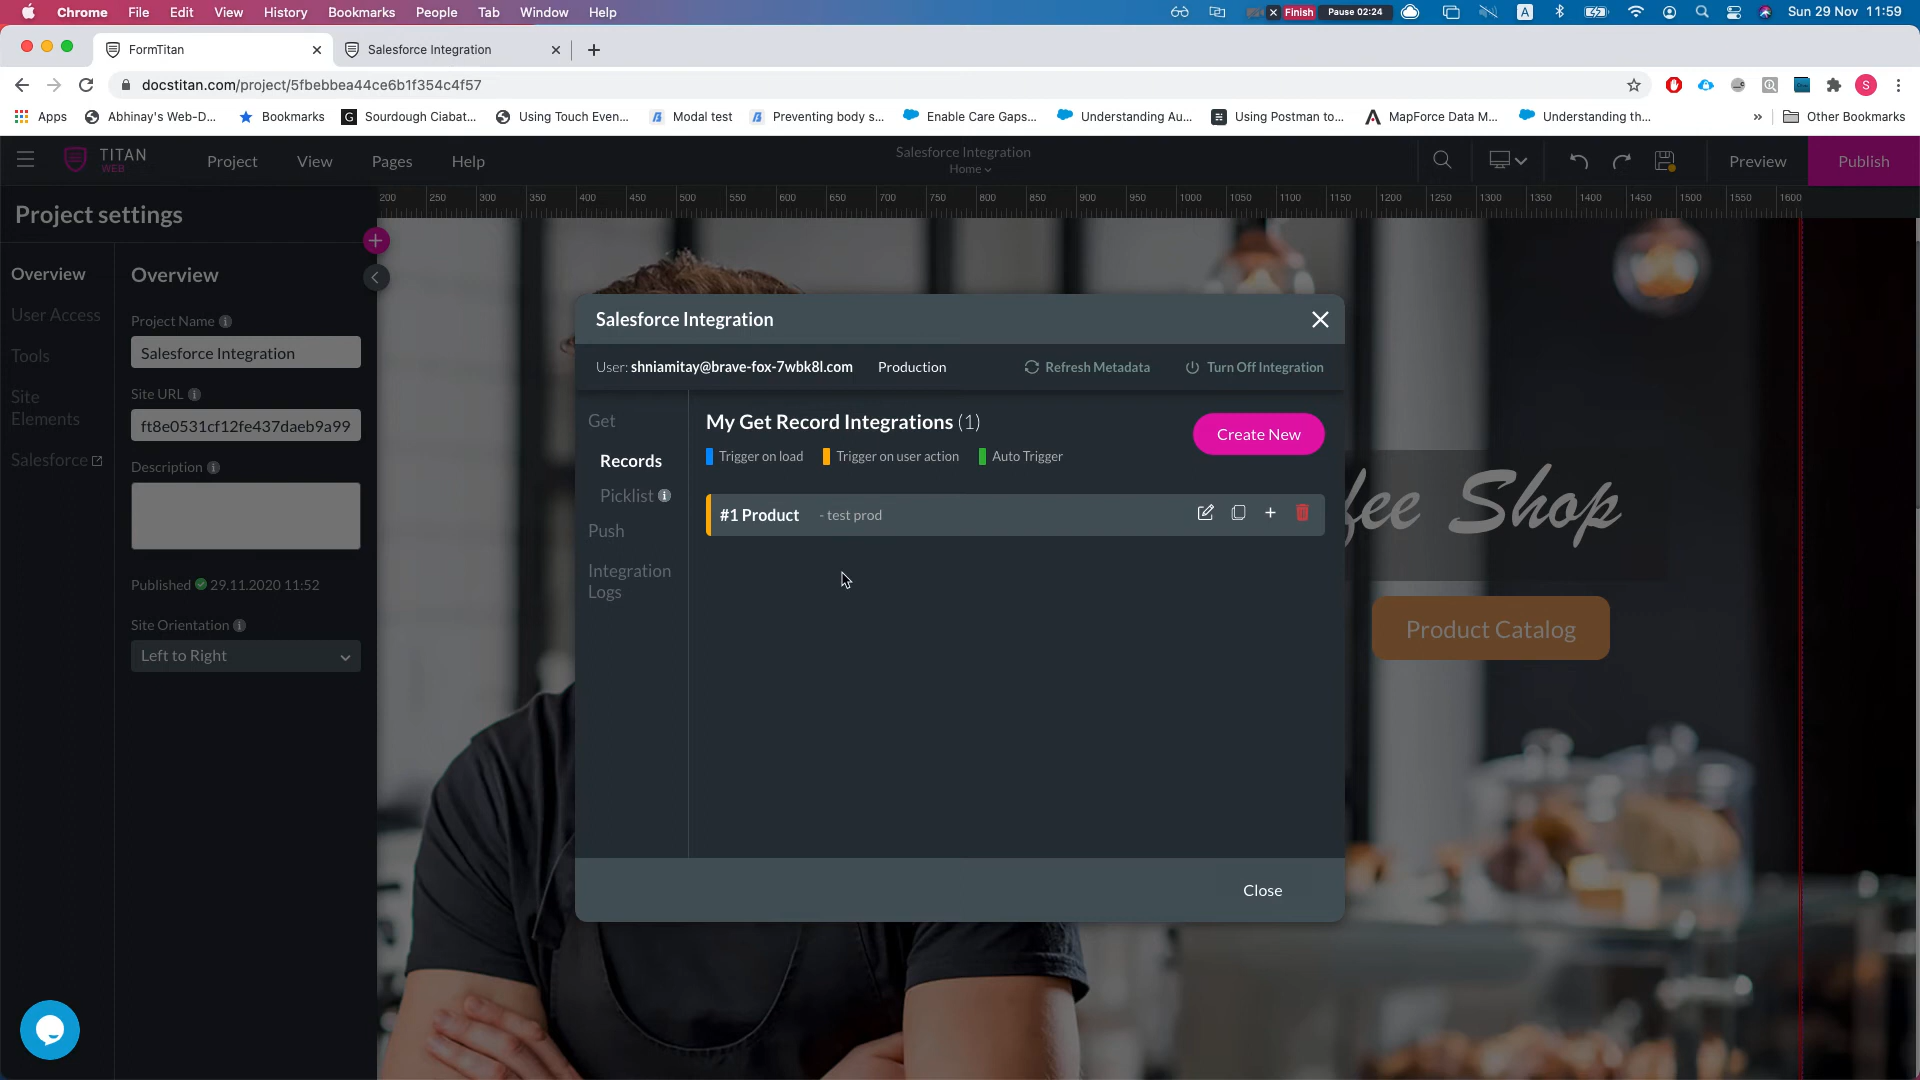 Chrome File Edit View History Bookmarks People Tab Window Help Finish Pause 02:24 A Sun 29 Nov 11:59
FormTitan Salesforce Integration
docstitan.com/project/5fbebbea44ce6b1f354c4f57 S
Apps Abhinay's Web-D... Bookmarks Sourdough Ciabat... Using Touch Even... Modal test Preventing body s... Enable Care Gaps... Understanding Au... Using Postman to... MapForce Data M... Understanding th... » Other Bookmarks
TITAN
WEB
Project View Pages Help
Salesforce Integration
Home
Preview Publish
200 250 300 350 400 450 500 550 600 650 700 750 800 850 900 950 1000 1050 1100 1150 1200 1250 1300 1350 1400 1450 1500 1550 1600
Project settings
Overview
User Access
Tools
Site
Elements
Salesforce
Overview
Project Name
Salesforce Integration
Site URL
ft8e0531cf12fe437daeb9a99
Description
Published 29.11.2020 11:52
Site Orientation
Left to Right
Salesforce Integration
User: shniamitay@brave-fox-7wbk8l.com Production Refresh Metadata Turn Off Integration
Get
Records
Picklist
Push
Integration
Logs
My Get Record Integrations (1)
Create New
Trigger on load Trigger on user action Auto Trigger
#1 Product - test prod
Close
fee Shop
Product Catalog